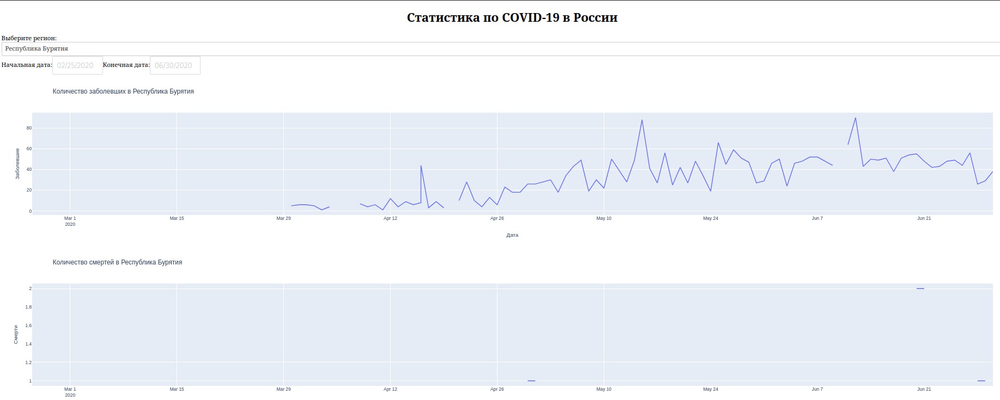 Статистика по COVID-19 в России
Выберите регион:
Республика Бурятия
Начальная дата: 02/25/2020 Конечная дата: 06/30/2020
Количество заболевших в Республика Бурятия
Заболевшие
80
60
40
20
0
Mar 1 Mar 15 Mar 29 Apr 12 Apr 26 May 10 May 24 Jun 7 Jun 21
2020
Дата
Количество смертей в Республика Бурятия
Смерти
2
1.8
1.6
1.4
1.2
1
Mar 1 Mar 15 Mar 29 Apr 12 Apr 26 May 10 May 24 Jun 7 Jun 21
2020